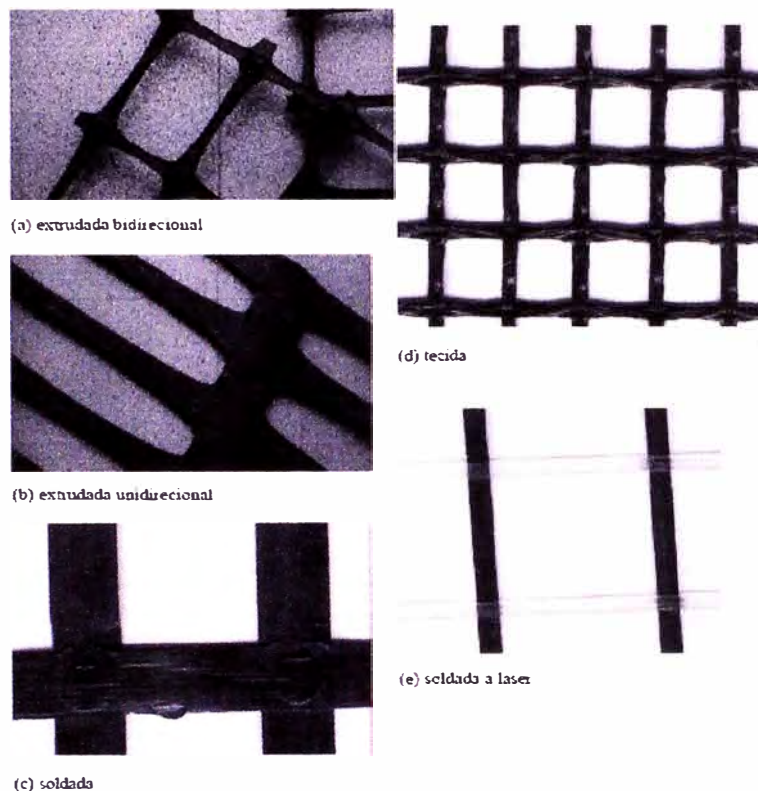 (a) extrudada bidirecional
(b) extrudada unidirecional
(c) soldada
(d) tecida
(e) soldada a laser